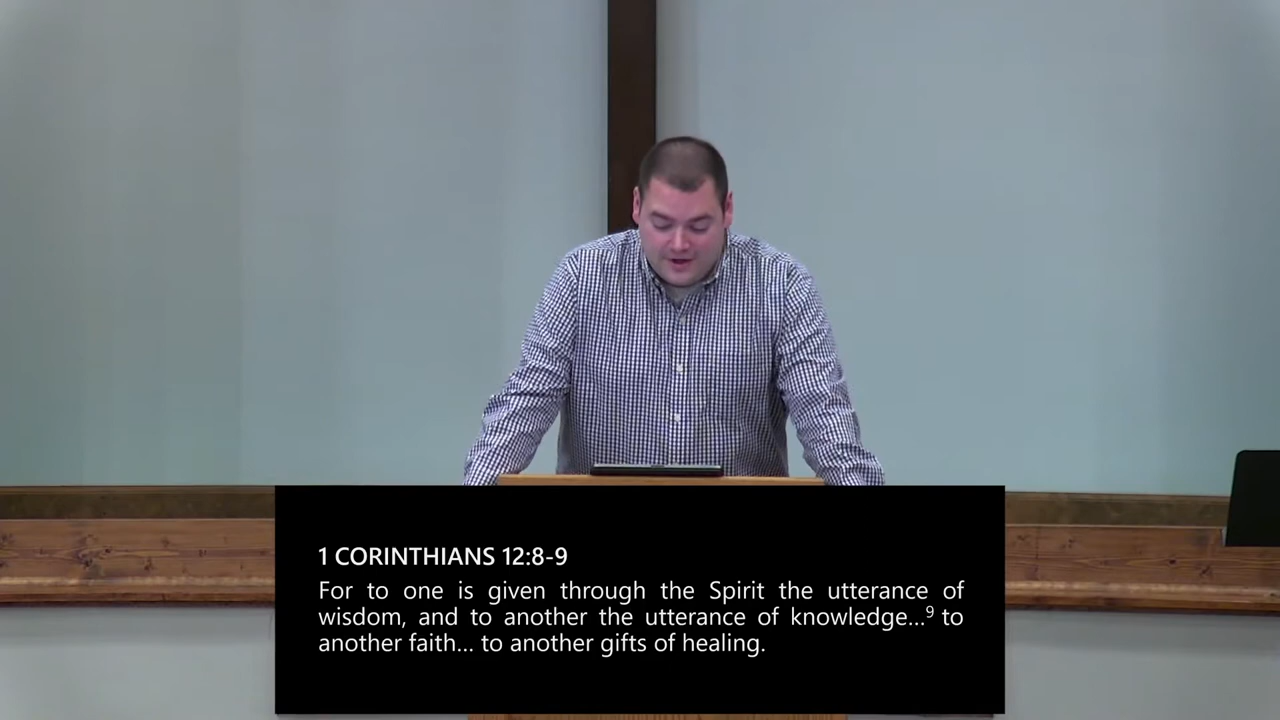 1 CORINTHIANS 12:8-9
For to one is given through the Spirit the utterance of
wisdom, and to another the utterance of knowledge...⁹ to
another faith... to another gifts of healing.